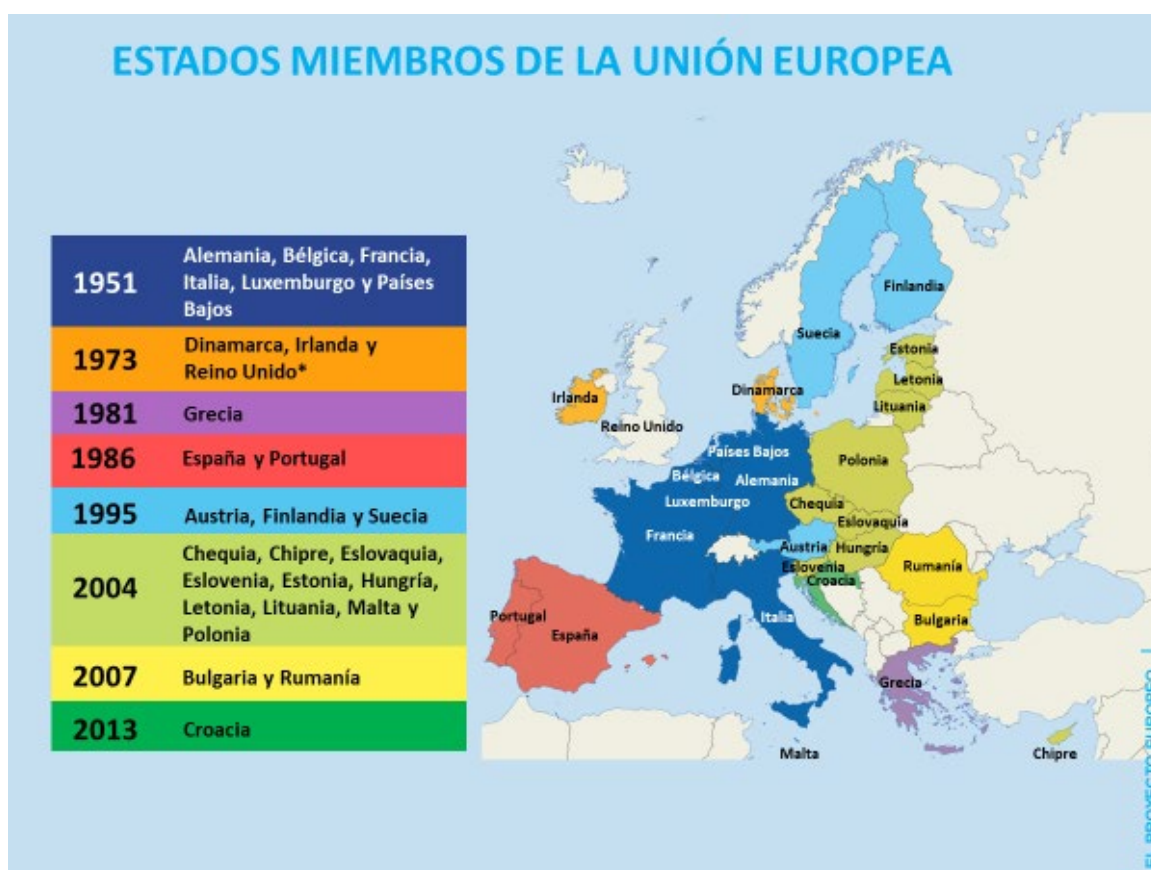 ESTADOS MIEMBROS DE LA UNIÓN EUROPEA
1951
Alemania, Bélgica, Francia,
Italia, Luxemburgo y Países
Bajos
1973
Dinamarca, Irlanda y
Reino Unido*
1981
Grecia
1986
España y Portugal
1995
Austria, Finlandia y Suecia
2004
Chequia, Chipre, Eslovaquia,
Eslovenia, Estonia, Hungría,
Letonia, Lituania, Malta y
Polonia
2007
Bulgaria y Rumanía
2013
Croacia
Finlandia
Suecia
Estonia
Letonia
Lituania
Dinamarca
Irlanda
Reino Unido
Países Bajos
Bélgica
Alemania
Polonia
Luxemburgo
Chequia
Eslovaquia
Francia
Austria
Hungría
Eslovenia
Croacia
Rumanía
Bulgaria
Italia
Portugal
España
Grecia
Malta
Chipre
EL PROYECTO EUROPEO |